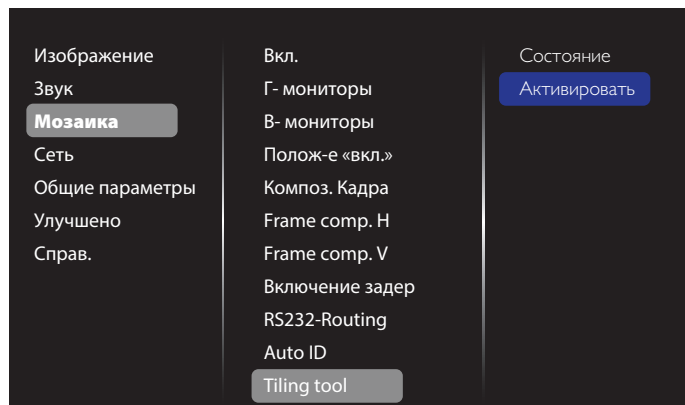 Изображение
Звук
Мозаика
Сеть
Общие параметры
Улучшено
Справ.
Вкл.
Г- мониторы
В- мониторы
Полож-е «вкл.»
Композ. Кадра
Frame comp. H
Frame comp. V
Включение задер
RS232-Routing
Auto ID
Tiling tool
Состояние
Активировать